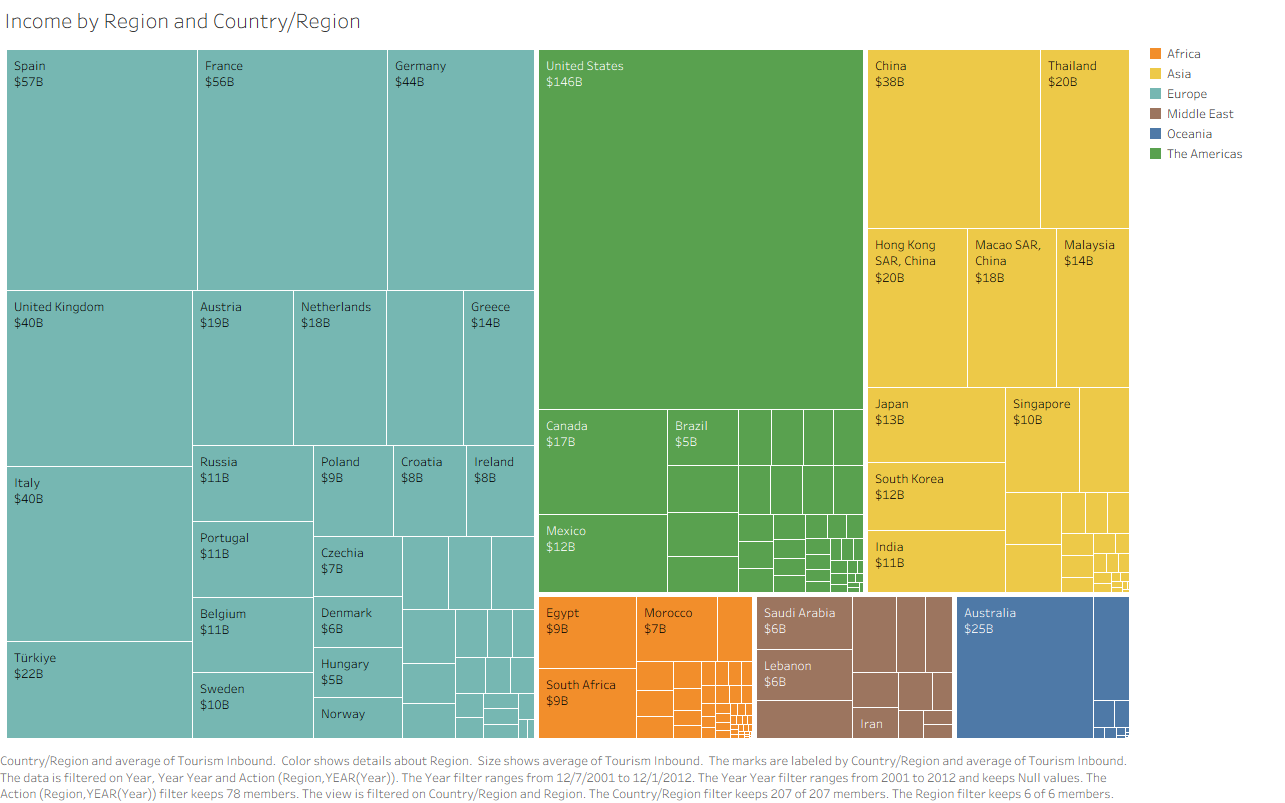 Income by Region and Country/Region
Spain
$57B
France
$56B
Germany
$44B
United Kingdom
$40B
Austria
$19B
Netherlands
$18B
Greece
$14B
Italy
$40B
Russia
$11B
Poland
$9B
Croatia
$8B
Ireland
$8B
Portugal
$11B
Czechia
$7B
Belgium
$11B
Denmark
$6B
Türkiye
$22B
Hungary
$5B
Sweden
$10B
Norway
United States
$146B
Canada
$17B
Brazil
$5B
Mexico
$12B
China
$38B
Thailand
$20B
Hong Kong
SAR, China
$20B
Macao SAR,
China
$18B
Malaysia
$14B
Japan
$13B
Singapore
$10B
South Korea
$12B
India
$11B
Egypt
$9B
Morocco
$7B
South Africa
$9B
Saudi Arabia
$6B
Lebanon
$6B
Iran
Australia
$25B
Africa
Asia
Europe
Middle East
Oceania
The Americas
Country/Region and average of Tourism Inbound.  Color shows details about Region.  Size shows average of Tourism Inbound.  The marks are labeled by Country/Region and average of Tourism Inbound.
The data is filtered on Year, Year Year and Action (Region,YEAR(Year)). The Year filter ranges from 12/7/2001 to 12/1/2012. The Year Year filter ranges from 2001 to 2012 and keeps Null values. The
Action (Region,YEAR(Year)) filter keeps 78 members. The view is filtered on Country/Region and Region. The Country/Region filter keeps 207 of 207 members. The Region filter keeps 6 of 6 members.